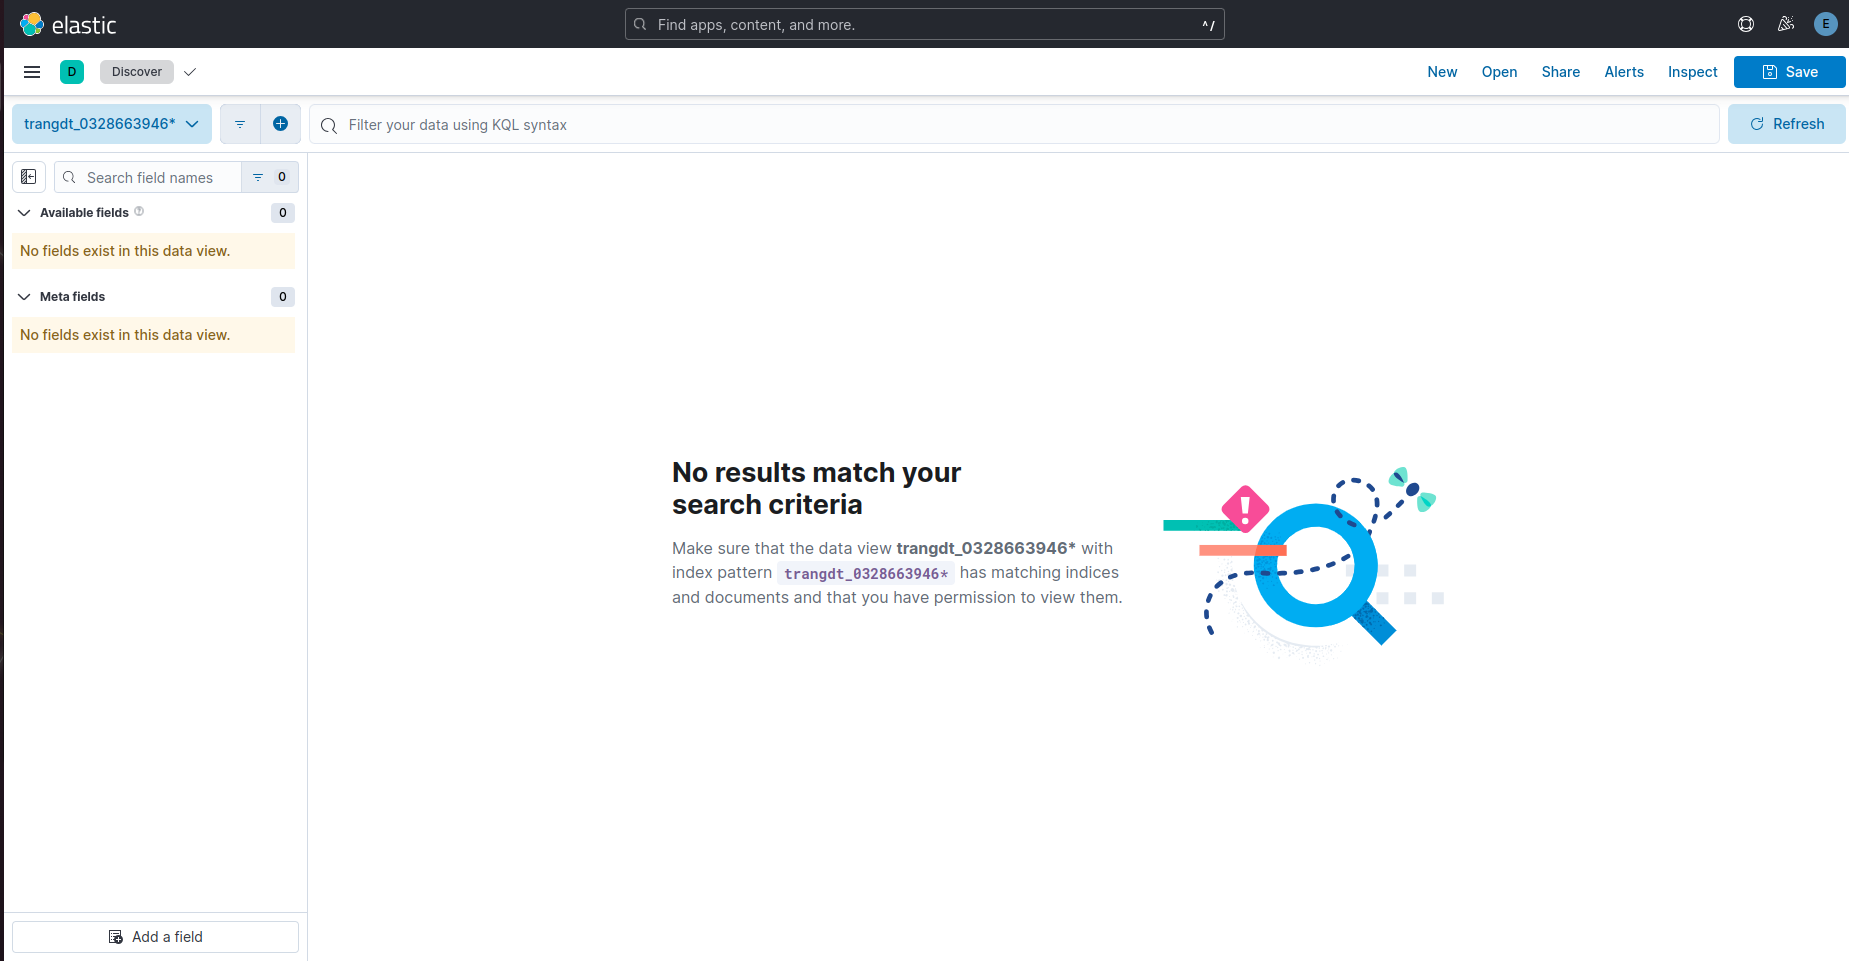 elastic
Find apps, content, and more.
^/
E
D
Discover
New
Open
Share
Alerts
Inspect
Save
trangdt_0328663946*
Filter your data using KQL syntax
Refresh
Search field names
0
Available fields
0
No fields exist in this data view.
Meta fields
0
No fields exist in this data view.
No results match your
search criteria
Make sure that the data view trangdt_0328663946* with
index pattern trangdt_0328663946* has matching indices
and documents and that you have permission to view them.
Add a field